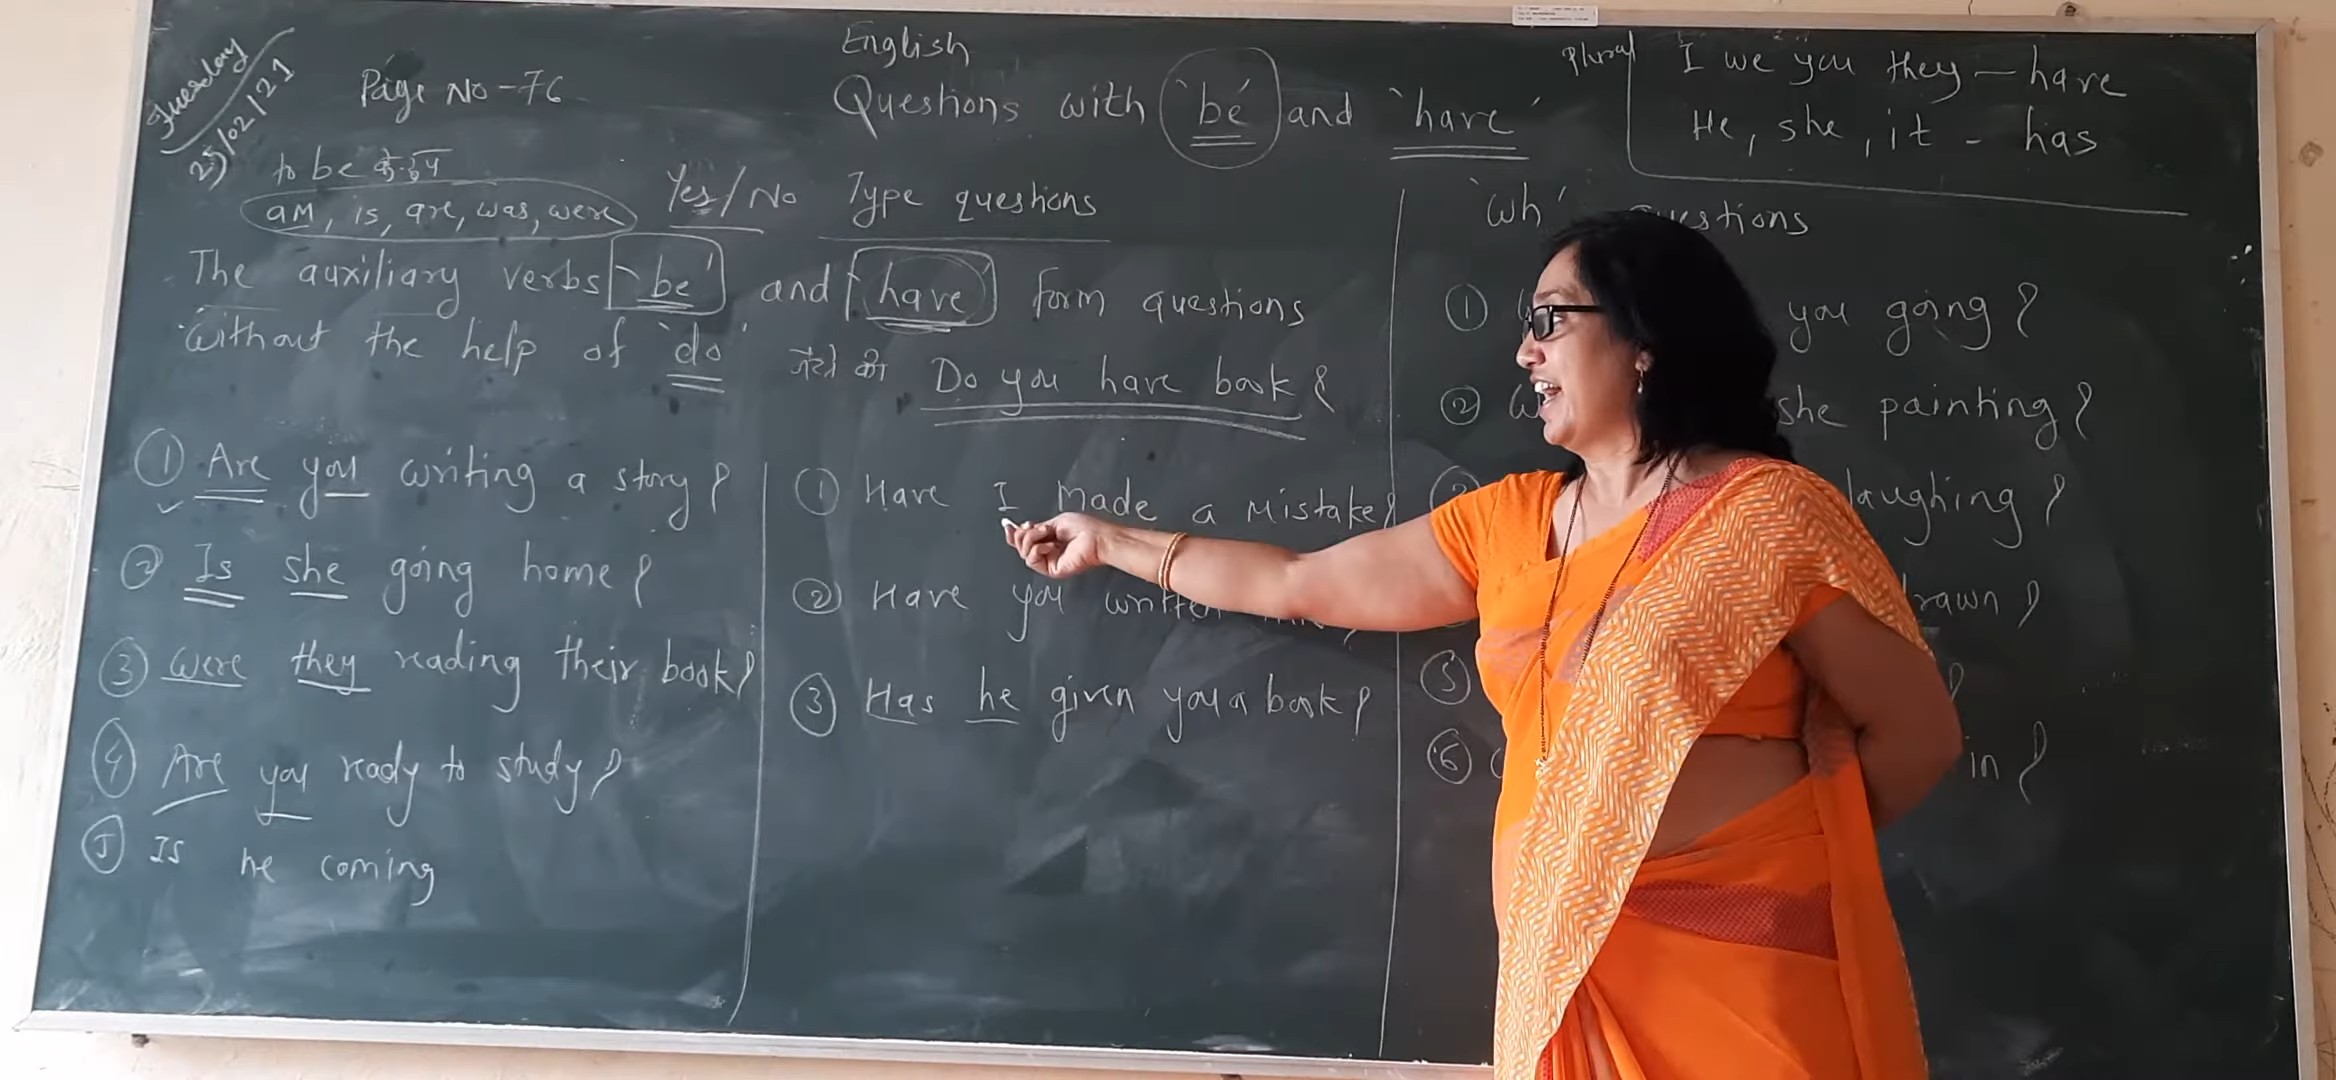 Tuesday
25/02/21
Page No-76
English
Questions with 'be' and 'have'
Plural
I we you they — have
He, she, it - has
to be ची रूपे
am, is, are, was, were
Yes/No Type questions
The auxiliary verbs 'be' and 'have' form questions
without the help of 'do'
Do you have book?
① Are you writing a story?
② Is she going home?
③ Were they reading their book?
④ Are you ready to study?
⑤ Is he coming
① Have I made a mistake?
② Have you written
③ Has he given you a book?
'Wh' questions
① you going?
② she painting?
laughing?
⑤
⑥ in?